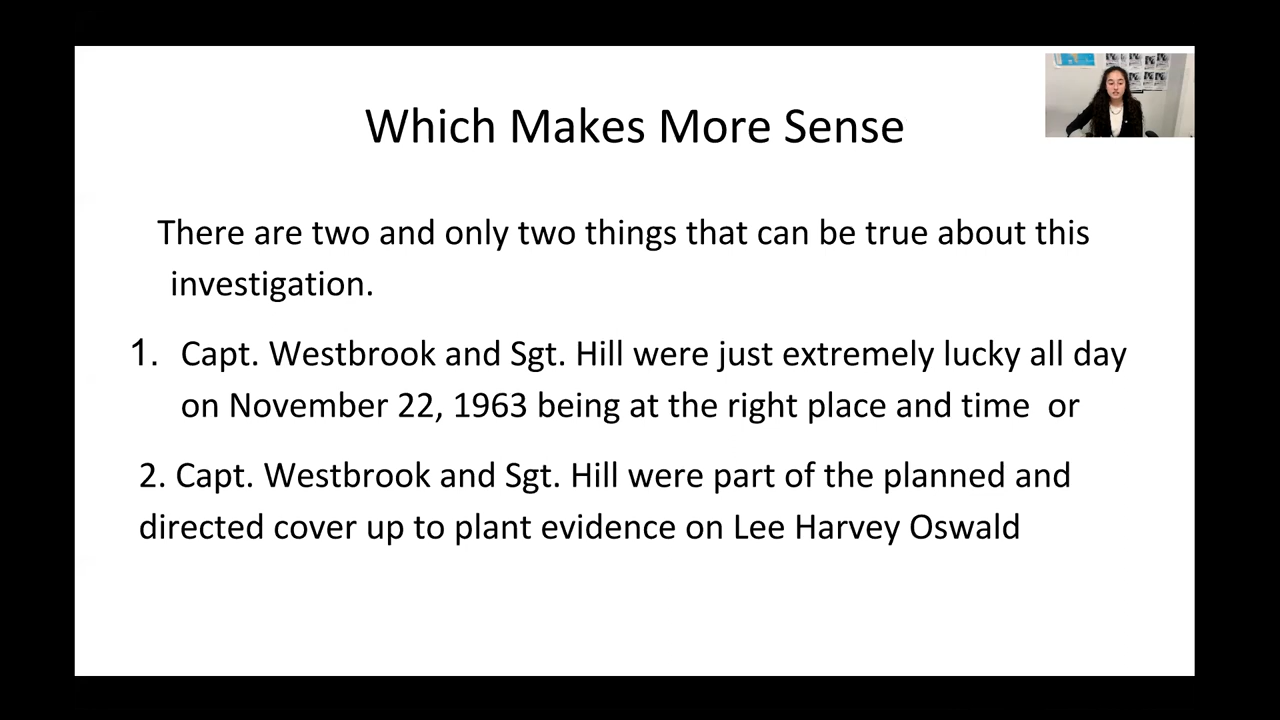 Which Makes More Sense
There are two and only two things that can be true about this
investigation.
1. Capt. Westbrook and Sgt. Hill were just extremely lucky all day
on November 22, 1963 being at the right place and time  or
2. Capt. Westbrook and Sgt. Hill were part of the planned and
directed cover up to plant evidence on Lee Harvey Oswald